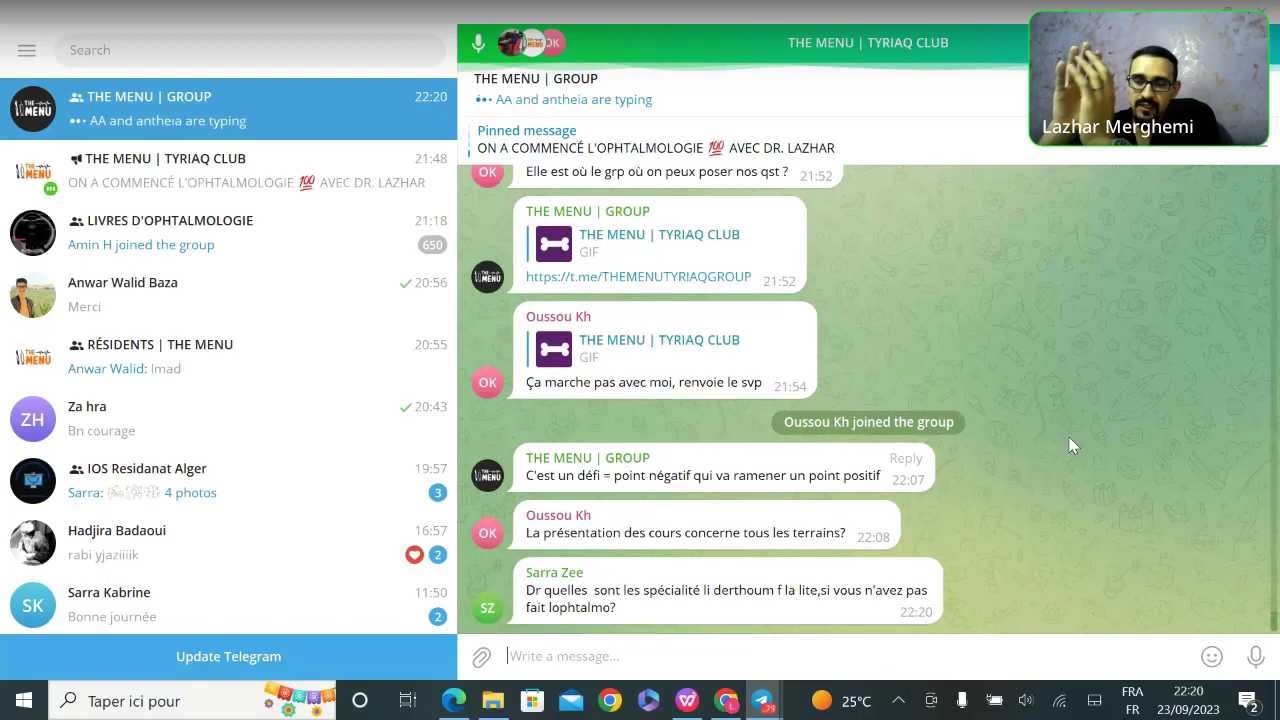 Search
THE MENU | GROUP
22:20
AA and antheia are typing
THE MENU | TYRIAQ CLUB
21:48
ON A COMMENCÉ L'OPHTALMOLOGIE 💯 AVEC DR. LAZHAR
LIVRES D'OPHTALMOLOGIE
21:18
Amin H joined the group
650
Anwar Walid Baza
20:56
Merci
RÉSIDENTS | THE MENU
20:55
Anwar Walid: Imad
ZH
Za hra
20:43
Bn courage
IOS Residanat Alger
19:57
Sarra: 4 photos
3
Hadjira Badaoui
16:57
rabi yjaziiiik
2
SK
Sarra Kabrine
11:50
Bonne journée
2
Update Telegram
OK
THE MENU | TYRIAQ CLUB
THE MENU | GROUP
AA and antheia are typing
Pinned message
ON A COMMENCÉ L'OPHTALMOLOGIE 💯 AVEC DR. LAZHAR
Lazhar Merghemi
OK
Elle est où le grp où on peux poser nos qst ?
21:52
THE MENU | GROUP
THE MENU | TYRIAQ CLUB
GIF
https://t.me/THEMENUTYRIAQGROUP
21:52
Oussou Kh
THE MENU | TYRIAQ CLUB
GIF
OK
Ça marche pas avec moi, renvoie le svp
21:54
Oussou Kh joined the group
THE MENU | GROUP
Reply
C'est un défi = point négatif qui va ramener un point positif
22:07
Oussou Kh
OK
La présentation des cours concerne tous les terrains?
22:08
Sarra Zee
SZ
Dr quelles sont les spécialité li derthoum f la lite,si vous n'avez pas
fait lophtalmo?
22:20
Write a message...
Taper ici pour
79
25°C
FRA
FR
22:20
23/09/2023
2